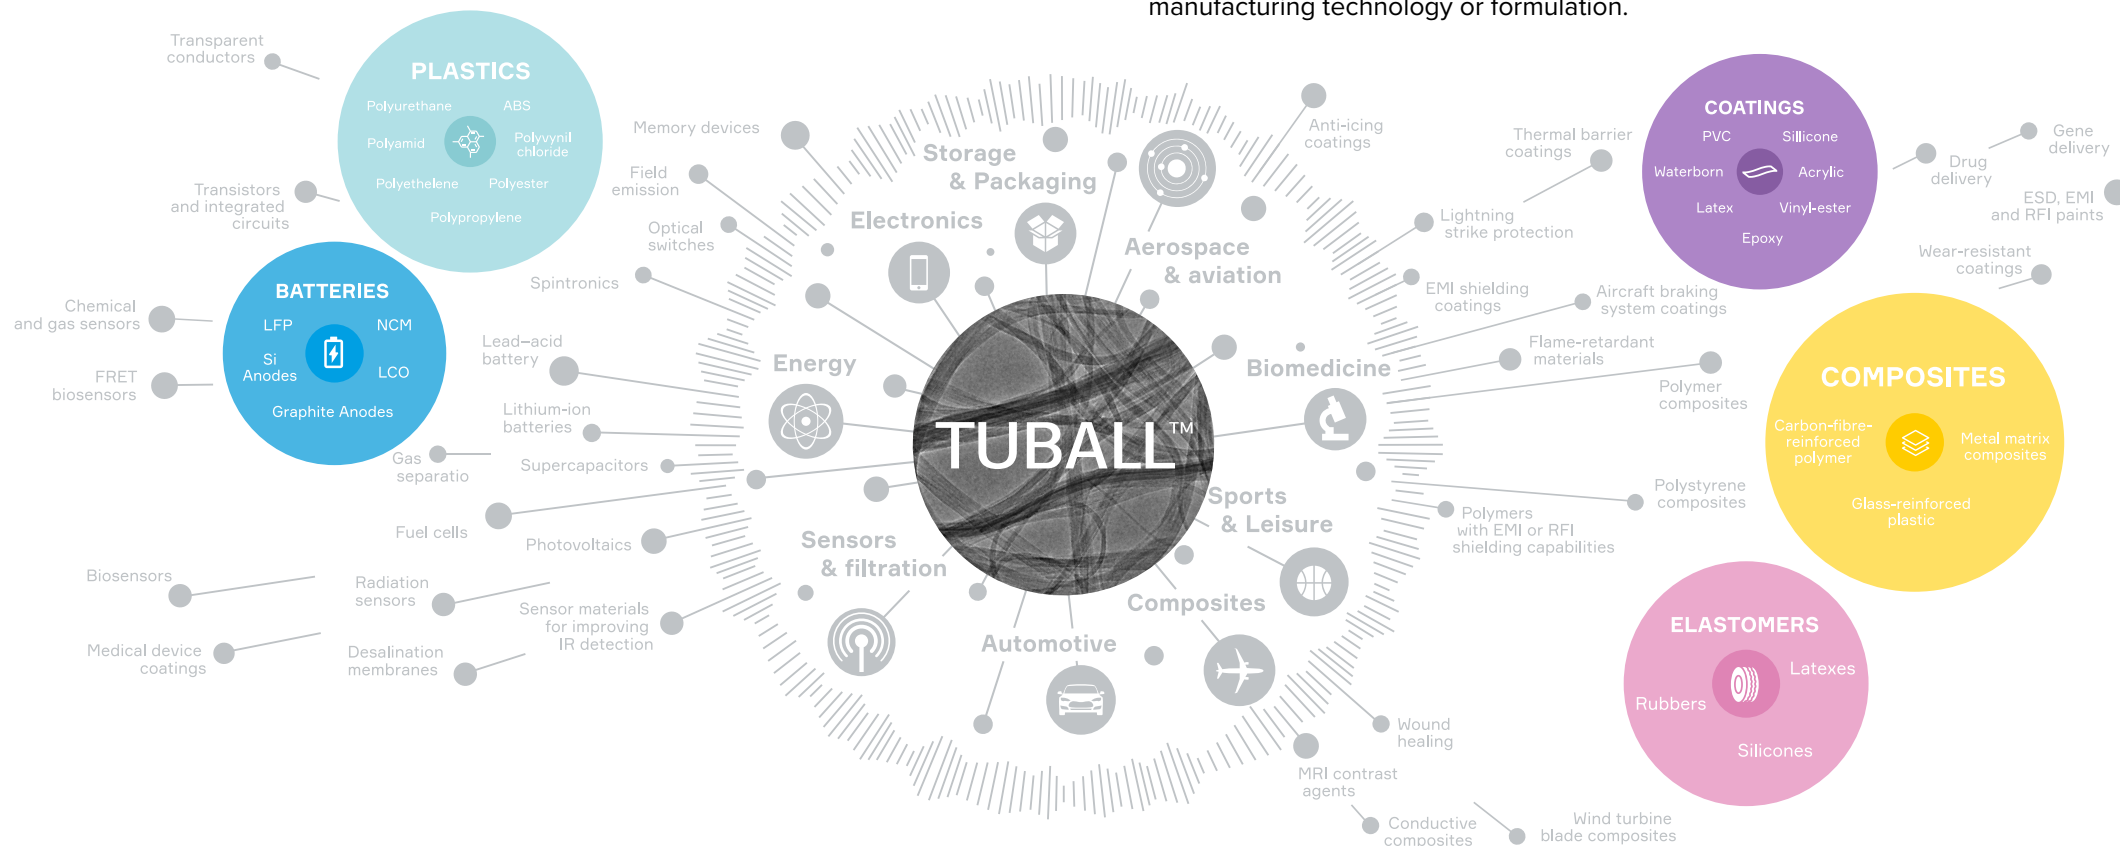 manufacturing technology or formulation.
Transparent
conductors
PLASTICS
Polyurethane
ABS
Polyamid
Polyvynil
chloride
Polyethelene
Polyester
Polypropylene
Transistors
and integrated
circuits
BATTERIES
LFP
NCM
Si
Anodes
LCO
Graphite Anodes
Chemical
and gas sensors
FRET
biosensors
Gas
separatio
Biosensors
Medical device
coatings
Radiation
sensors
Desalination
membranes
Memory devices
Field
emission
Optical
switches
Spintronics
Lead–acid
battery
Lithium-ion
batteries
Supercapacitors
Fuel cells
Photovoltaics
Sensor materials
for improving
IR detection
Storage
& Packaging
Electronics
Aerospace
& aviation
Energy
Biomedicine
TUBALL™
Sports
& Leisure
Sensors
& filtration
Composites
Automotive
Anti-icing
coatings
Thermal barrier
coatings
Lightning
strike protection
EMI shielding
coatings
Aircraft braking
system coatings
Flame-retardant
materials
Polymer
composites
Polystyrene
composites
Polymers
with EMI or RFI
shielding capabilities
Wound
healing
MRI contrast
agents
Conductive
composites
Wind turbine
blade composites
COATINGS
PVC
Sillicone
Waterborn
Acrylic
Latex
Vinyl-ester
Epoxy
Drug
delivery
Gene
delivery
ESD, EMI
and RFI paints
Wear-resistant
coatings
COMPOSITES
Carbon-fibre-
reinforced
polymer
Metal matrix
composites
Glass-reinforced
plastic
ELASTOMERS
Latexes
Rubbers
Silicones